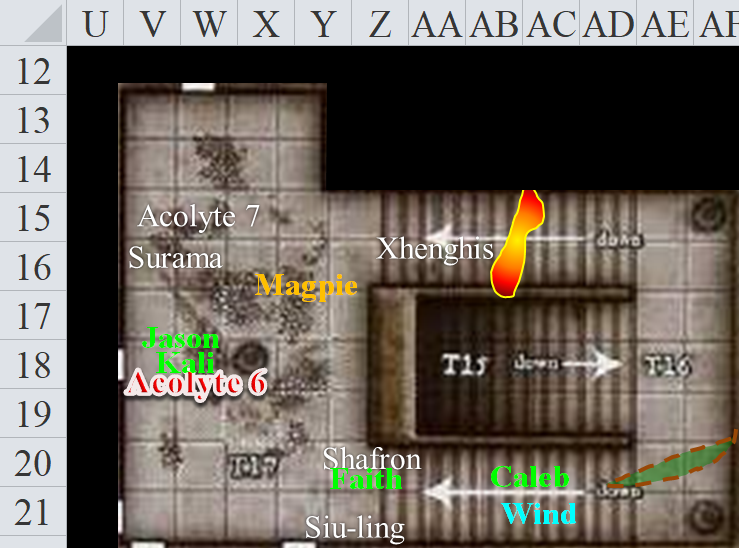 U V W X Y Z AA AB AC AD AE AF
12
13
14
15
Acolyte 7
down
16
Surama
Xhenghis
Magpie
17
Jason
18
Kali
T15 down T16
Acolyte 6
19
20
Shafron
T17
Faith
Caleb
down
21
Wind
Siu-ling